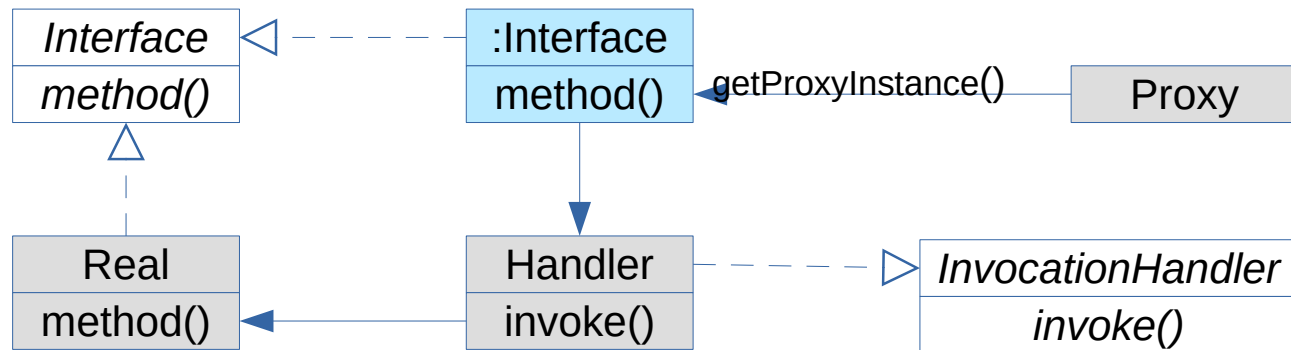 Interface
method()
:Interface
method()
getProxyInstance()
Proxy
Real
method()
Handler
invoke()
InvocationHandler
invoke()